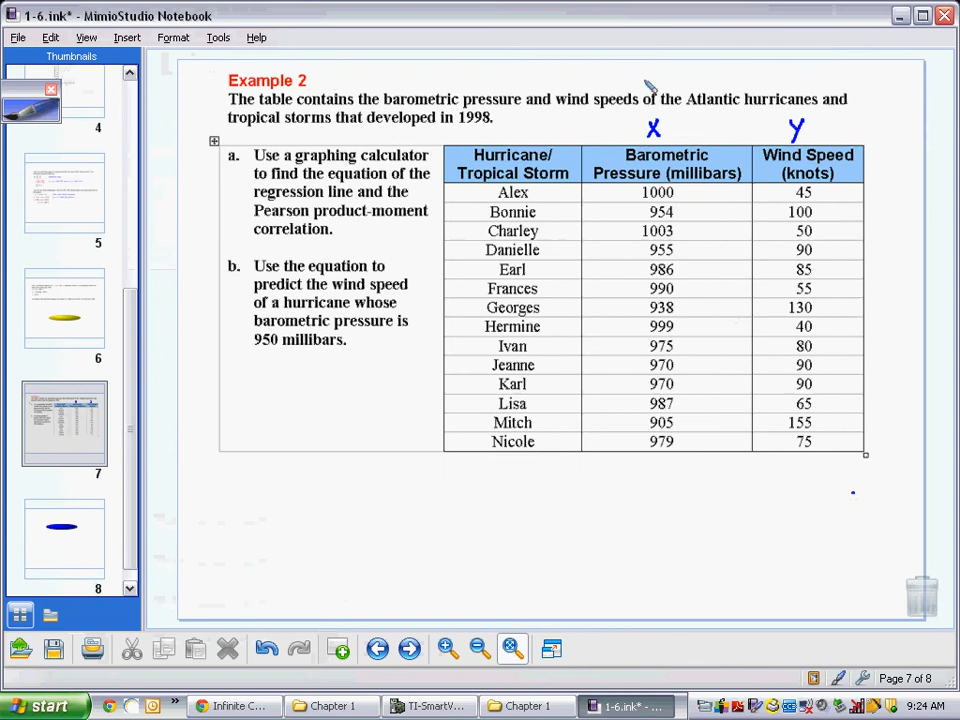 1-6.ink* - MimioStudio Notebook
File Edit View Insert Format Tools Help
Thumbnails
4
5
6
7
8
Example 2
The table contains the barometric pressure and wind speeds of the Atlantic hurricanes and
tropical storms that developed in 1998.
X Y
a. Use a graphing calculator
to find the equation of the
regression line and the
Pearson product-moment
correlation.
b. Use the equation to
predict the wind speed
of a hurricane whose
barometric pressure is
950 millibars.
Hurricane/ Barometric Wind Speed
Tropical Storm Pressure (millibars) (knots)
Alex 1000 45
Bonnie 954 100
Charley 1003 50
Danielle 955 90
Earl 986 85
Frances 990 55
Georges 938 130
Hermine 999 40
Ivan 975 80
Jeanne 970 90
Karl 970 90
Lisa 987 65
Mitch 905 155
Nicole 979 75
Page 7 of 8
start
Infinite C...
Chapter 1
TI-SmartV...
Chapter 1
1-6.ink* - ...
9:24 AM